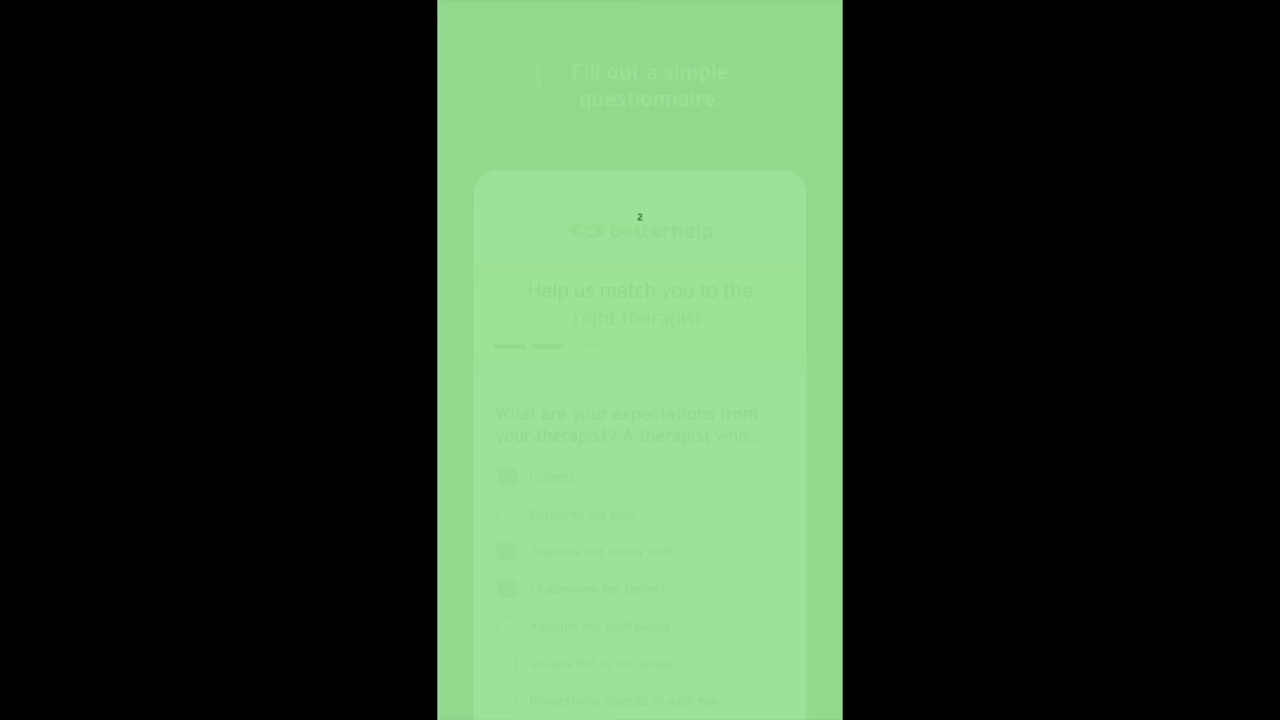 1
Fill out a simple
questionnaire.
2
betterhelp
Help us match you to the
right therapist
What are your expectations from
your therapist? A therapist who...
Listens
Explores my past
Teaches me a new skill
Challenges my beliefs
Assigns me homework
Guides me to set goals
Proactively checks in with me